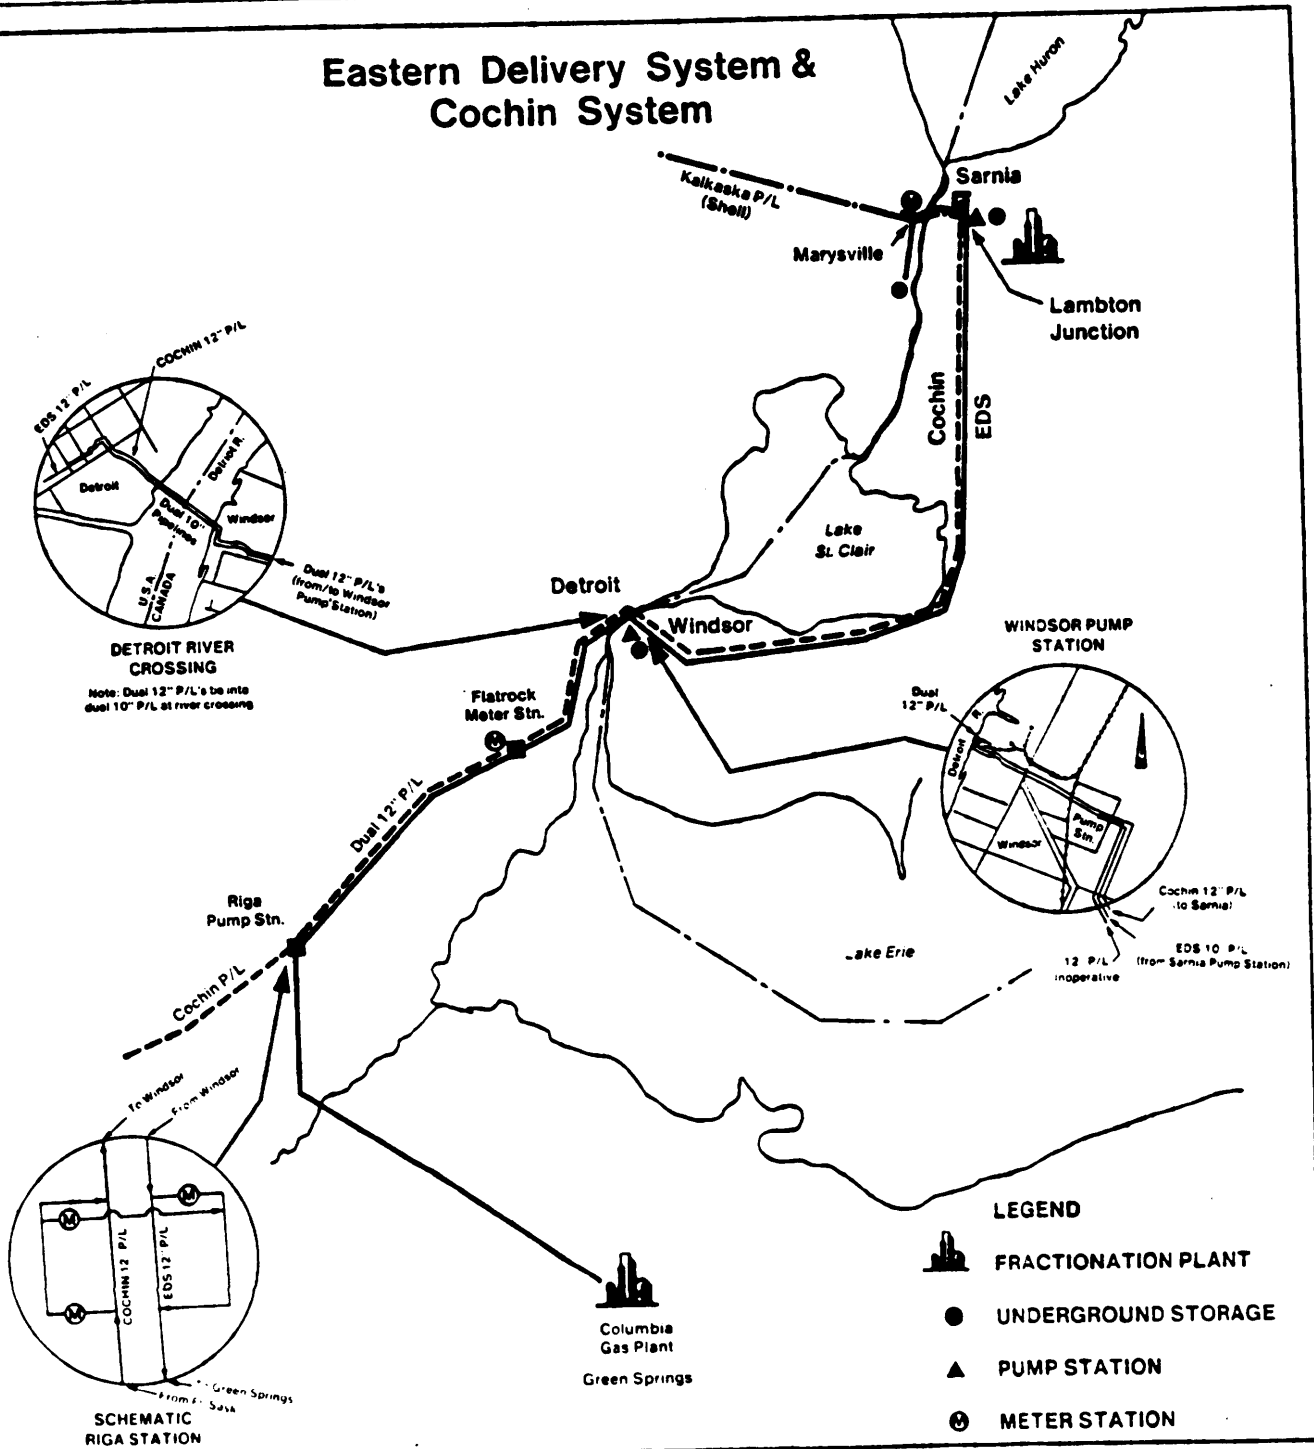 Eastern Delivery System &
Cochin System
Lake Huron
Sarnia
Kalkaska P/L
(Shell)
Marysville
Lambton
Junction
Cochin
EDS
COCHIN 12" P/L
EDS 12" P/L
Detroit
Detroit R.
Dual 10"
Pipelines
Windsor
U.S.A.
CANADA
Dual 12" P/L's
(from/to Windsor
Pump Station)
DETROIT RIVER
CROSSING
Note: Dual 12" P/L's be into
dual 10" P/L at river crossing
Lake
St. Clair
Detroit
Windsor
WINDSOR PUMP
STATION
Dual
12" P/L
Detroit R.
Pump
Stn.
Windsor
Cochin 12" P/L
to Sarnia)
EDS 10 P/L
(from Sarnia Pump Station)
12 P/L
inoperative
Flatrock
Meter Stn.
M
Dual 12" P/L
Riga
Pump Stn.
Cochin P/L
Lake Erie
To Windsor
From Windsor
M
M
M
COCHIN 12 P/L
EDS 12" P/L
Green Springs
From
Sask
SCHEMATIC
RIGA STATION
Columbia
Gas Plant
Green Springs
LEGEND
FRACTIONATION PLANT
UNDERGROUND STORAGE
PUMP STATION
M METER STATION